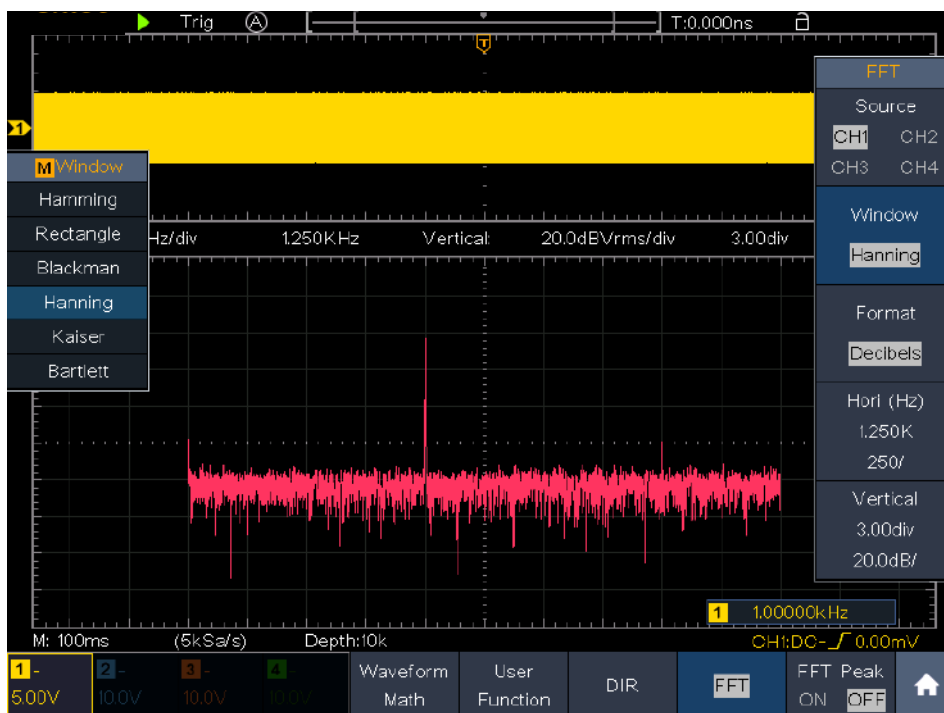 Trig A T:0.000ns
T
1
M Window
Hamming
Rectangle
Blackman
Hanning
Kaiser
Bartlett
Hz/div 1.250KHz Vertical: 20.0dBVrms/div 3.00div
FFT
Source
CH1 CH2
CH3 CH4
Window
Hanning
Format
Decibels
Hori (Hz)
1.250K
250/
Vertical
3.00div
20.0dB/
1 1.00000kHz
M: 100ms (5kSa/s) Depth:10k CH1:DC- 0.00mV
1 - 2 - 3 - 4 -
5.00V 10.0V 10.0V 10.0V
Waveform
Math
User
Function
DIR
FFT
FFT Peak
ON OFF